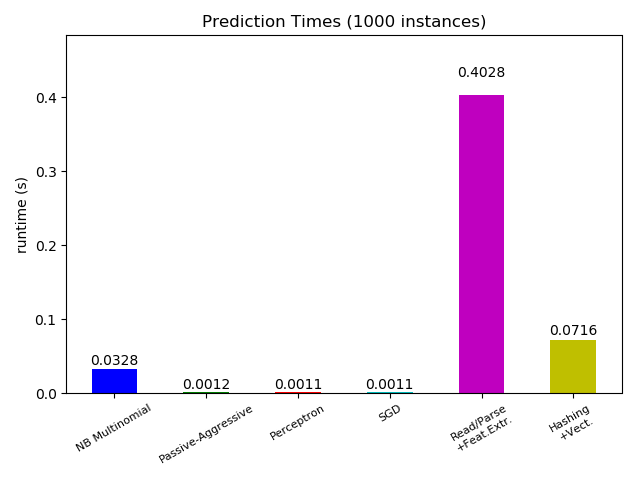 Prediction Times (1000 instances)
runtime (s)
0.4
0.3
0.2
0.1
0.0
0.0328
0.0012
0.0011
0.0011
0.4028
0.0716
NB Multinomial
Passive-Aggressive
Perceptron
SGD
Read/Parse
+Feat.Extr.
Hashing
+Vect.